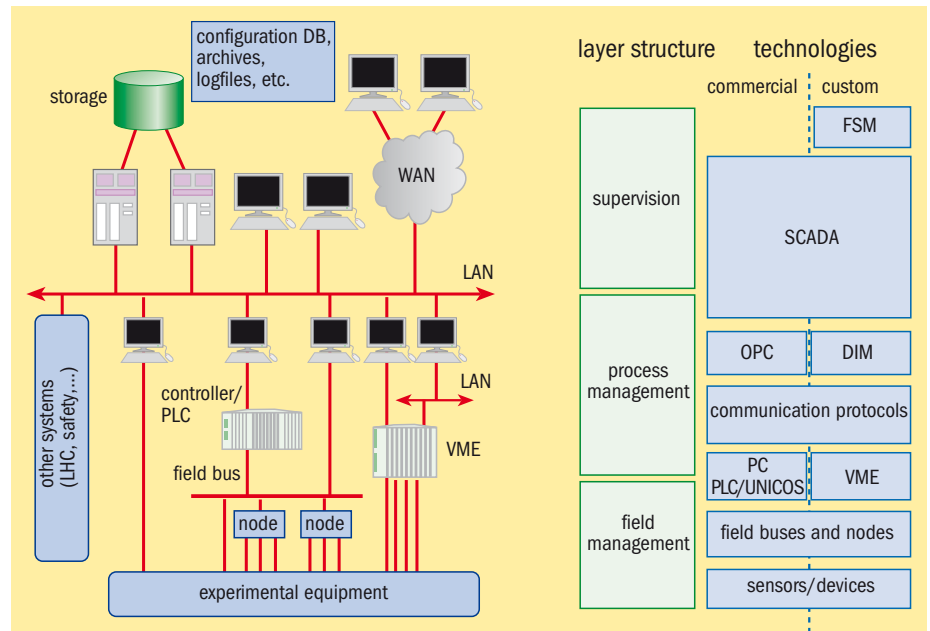 configuration DB,
archives,
logfiles, etc.
storage
WAN
LAN
other systems
(LHC, safety,...)
controller/
PLC
LAN
VME
field bus
node
node
experimental equipment
layer structure
technologies
commercial
custom
FSM
supervision
SCADA
process
management
OPC
DIM
communication protocols
PC
PLC/UNICOS
VME
field
management
field buses and nodes
sensors/devices